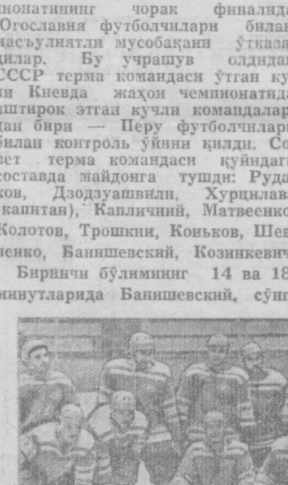 пионатининг чорак финалида
Югославия футболчилари билан
масъулиятли мусобақани ўтказа
дилар. Бу учрашув олдидан
СССР терма командаси ўтган ку
ни Киевда жаҳон чемпионатида
иштирок этган кучли командалар
дан бири — Перу футболчилари
билан контроль ўйини қилди. Со
вет терма командаси қуйидаги
составда майдонга тушди: Руда
ков, Дзодзуашвили, Хурцилава
(капитан), Капличний, Матвеенко
Колотов, Трошкин, Коньков, Шев
ченко, Банишевский, Козинкевич
Биринчи бўлимнинг 14 ва 18
минутларида Банишевский, сўнг